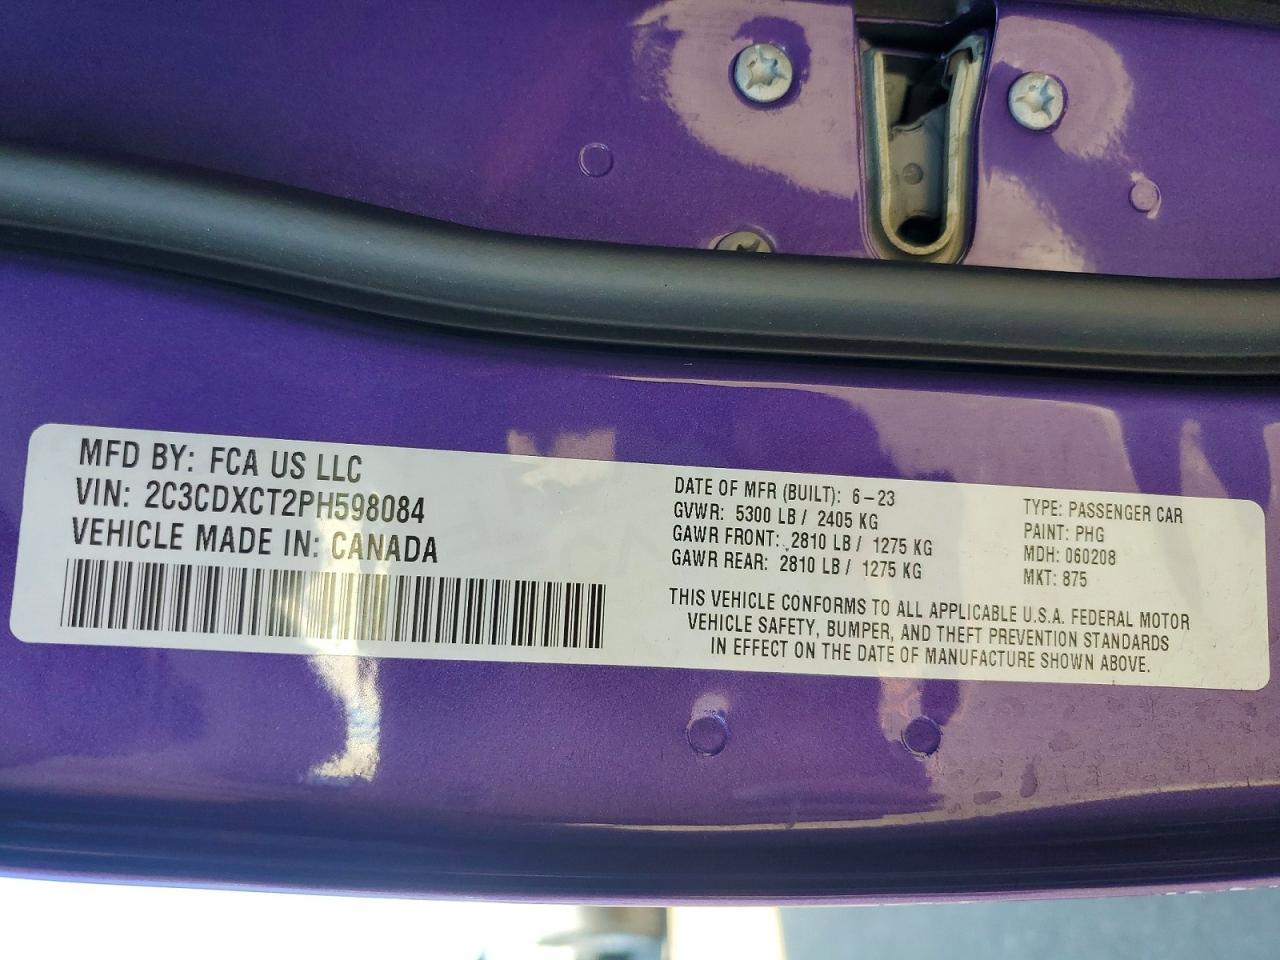 MFD BY: FCA US LLC
VIN: 2C3CDXCT2PH598084
VEHICLE MADE IN: CANADA
DATE OF MFR (BUILT): 6-23
GVWR: 5300 LB / 2405 KG
GAWR FRONT: 2810 LB / 1275 KG
GAWR REAR: 2810 LB / 1275 KG
TYPE: PASSENGER CAR
PAINT: PHG
MDH: 060208
MKT: 875
THIS VEHICLE CONFORMS TO ALL APPLICABLE U.S.A. FEDERAL MOTOR
VEHICLE SAFETY, BUMPER, AND THEFT PREVENTION STANDARDS
IN EFFECT ON THE DATE OF MANUFACTURE SHOWN ABOVE.